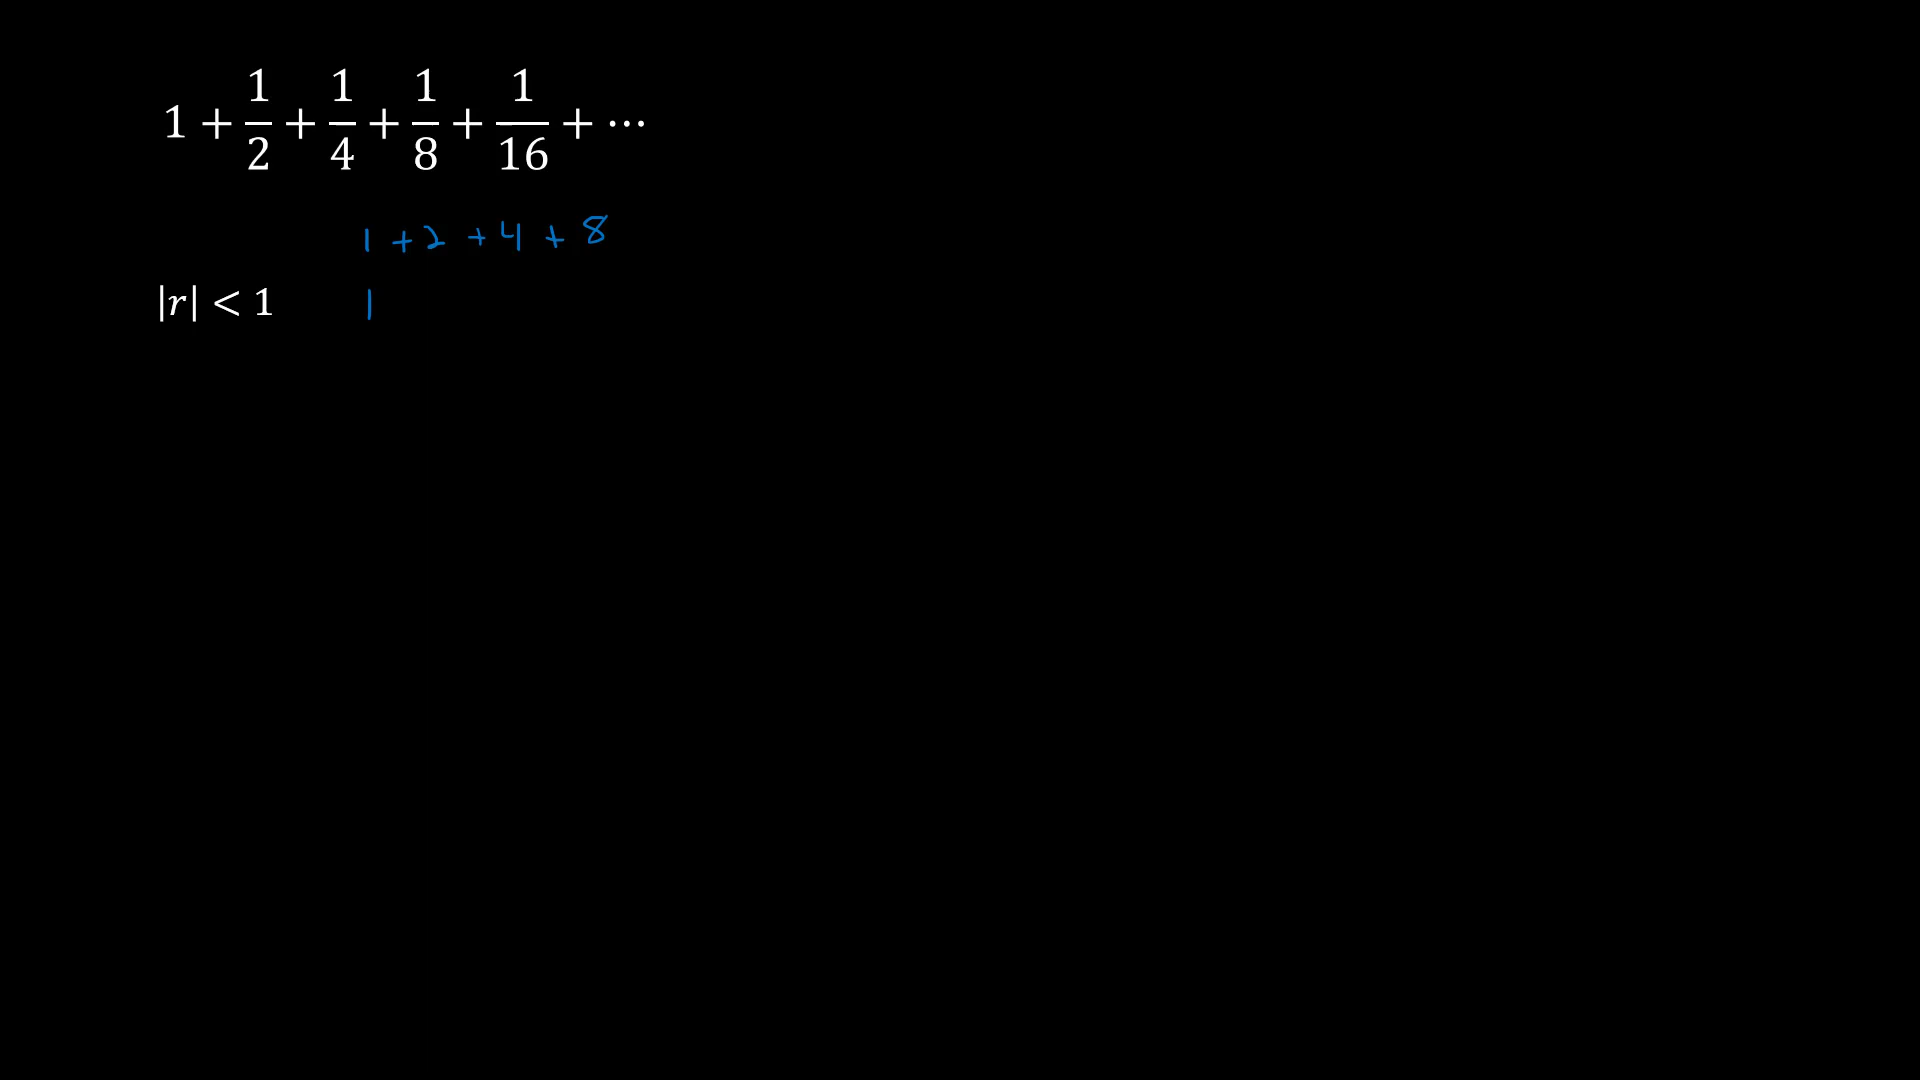 1 + 1/2 + 1/4 + 1/8 + 1/16 + ⋯
1 + 2 + 4 + 8
|r| < 1 1